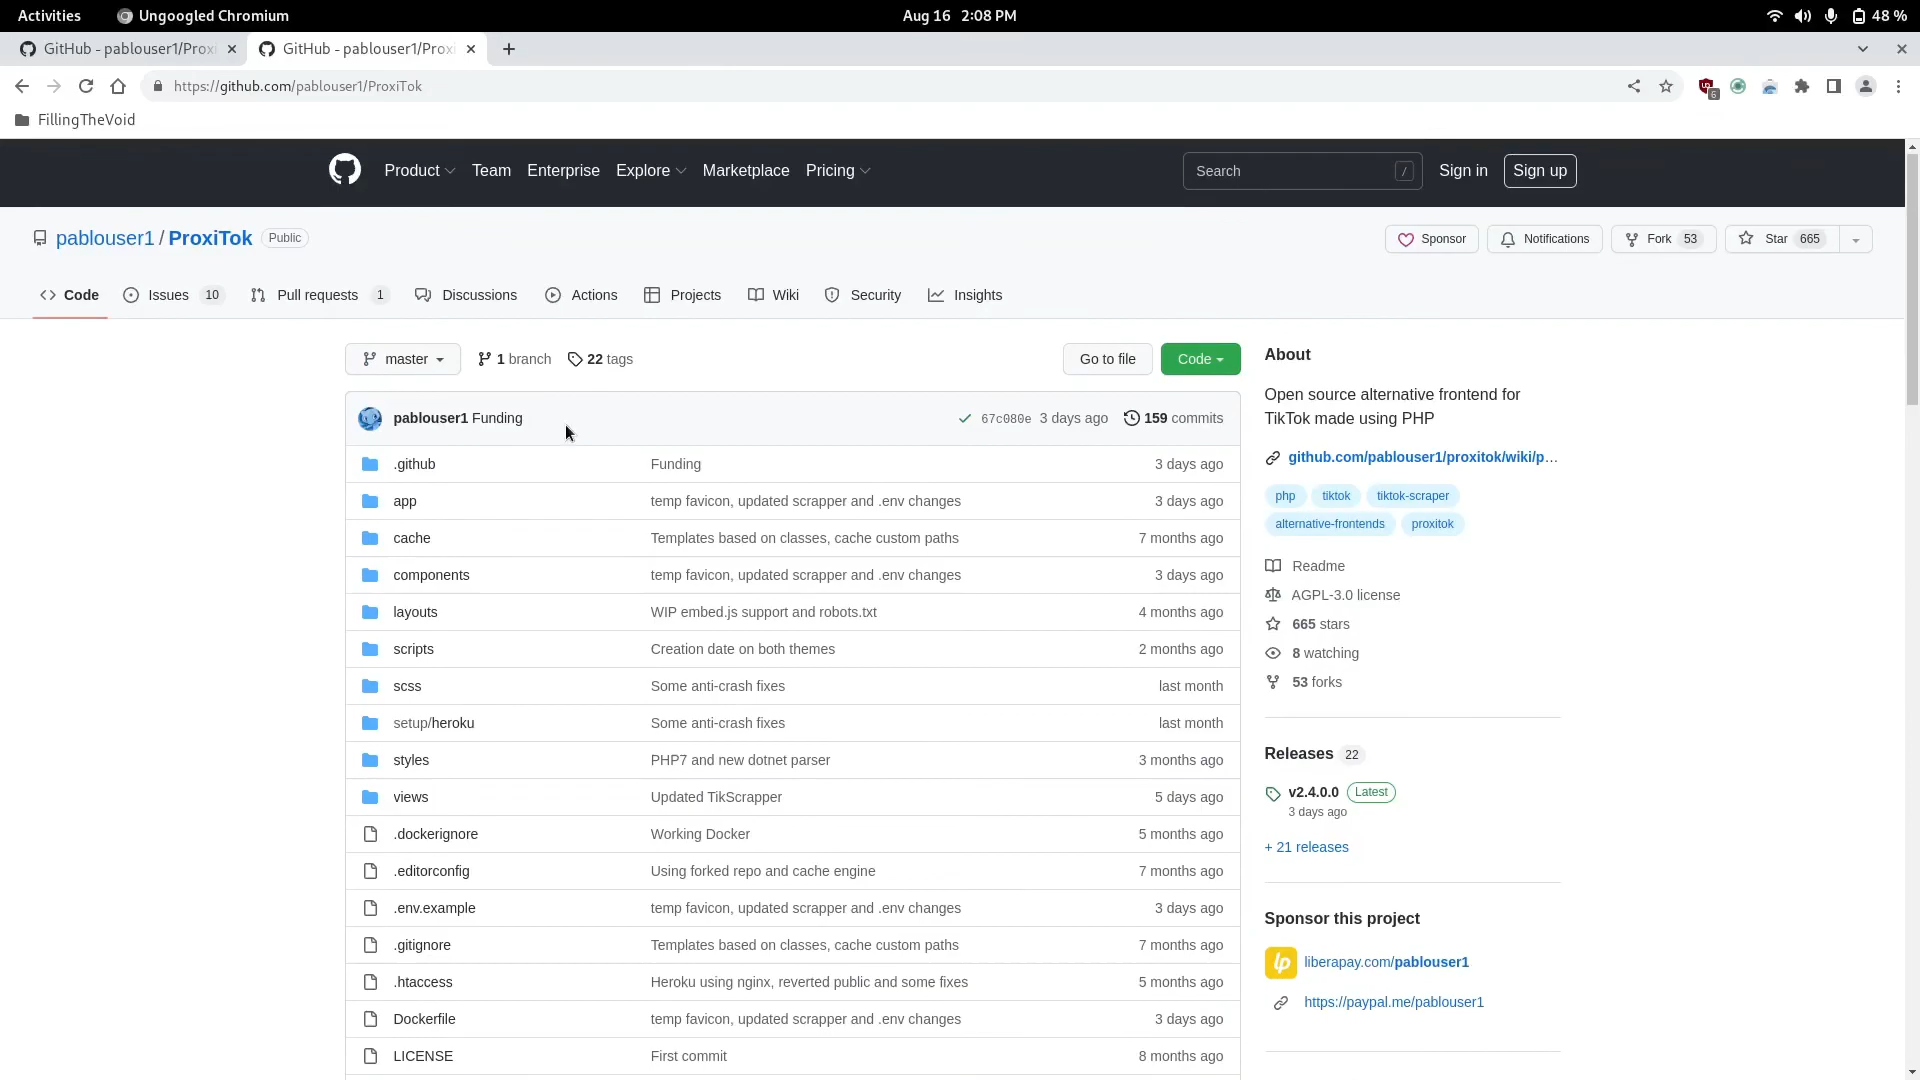 Activities Ungoogled Chromium Aug 16 2:08 PM 48 %
GitHub - pablouser1/Proxi GitHub - pablouser1/Proxi
https://github.com/pablouser1/ProxiTok 6
FillingTheVoid
Product Team Enterprise Explore Marketplace Pricing Search / Sign in Sign up
pablouser1 / ProxiTok Public Sponsor Notifications Fork 53 Star 665
Code Issues 10 Pull requests 1 Discussions Actions Projects Wiki Security Insights
master 1 branch 22 tags Go to file Code
pablouser1 Funding 67c080e 3 days ago 159 commits
.github Funding 3 days ago
app temp favicon, updated scrapper and .env changes 3 days ago
cache Templates based on classes, cache custom paths 7 months ago
components temp favicon, updated scrapper and .env changes 3 days ago
layouts WIP embed.js support and robots.txt 4 months ago
scripts Creation date on both themes 2 months ago
scss Some anti-crash fixes last month
setup/heroku Some anti-crash fixes last month
styles PHP7 and new dotnet parser 3 months ago
views Updated TikScrapper 5 days ago
.dockerignore Working Docker 5 months ago
.editorconfig Using forked repo and cache engine 7 months ago
.env.example temp favicon, updated scrapper and .env changes 3 days ago
.gitignore Templates based on classes, cache custom paths 7 months ago
.htaccess Heroku using nginx, reverted public and some fixes 5 months ago
Dockerfile temp favicon, updated scrapper and .env changes 3 days ago
LICENSE First commit 8 months ago
About
Open source alternative frontend for
TikTok made using PHP
github.com/pablouser1/proxitok/wiki/p…
php tiktok tiktok-scraper
alternative-frontends proxitok
Readme
AGPL-3.0 license
665 stars
8 watching
53 forks
Releases 22
v2.4.0.0 Latest
3 days ago
+ 21 releases
Sponsor this project
lp liberapay.com/pablouser1
https://paypal.me/pablouser1